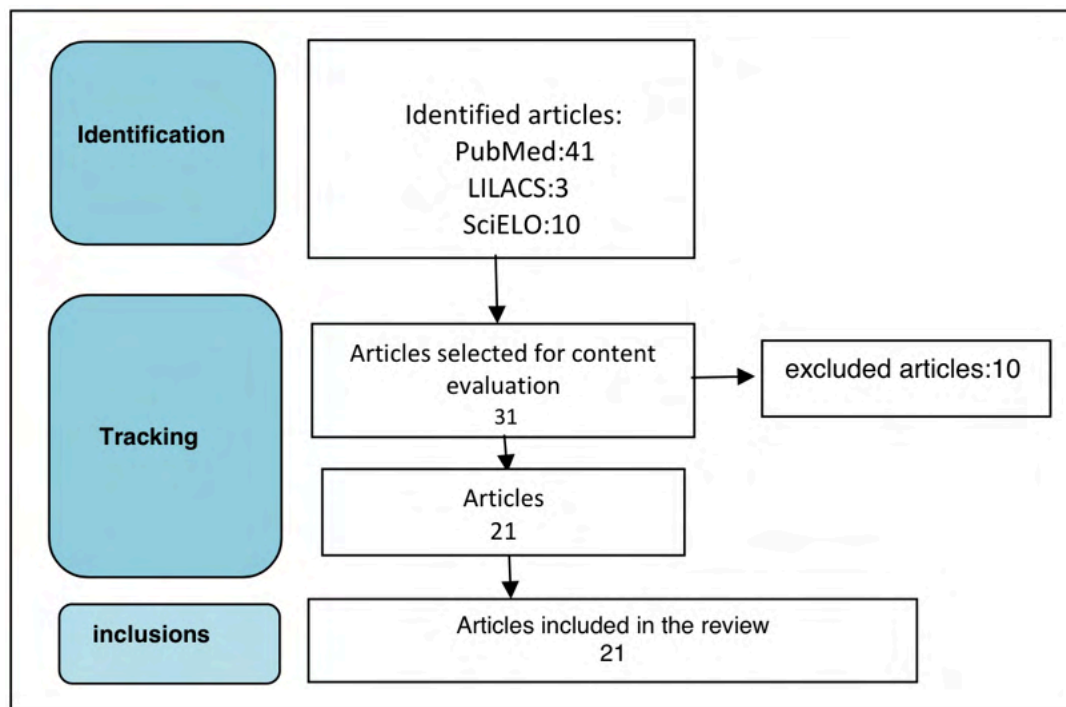 Identification
Identified articles:
PubMed:41
LILACS:3
SciELO:10
Tracking
Articles selected for content
evaluation
31
excluded articles:10
Articles
21
inclusions
Articles included in the review
21